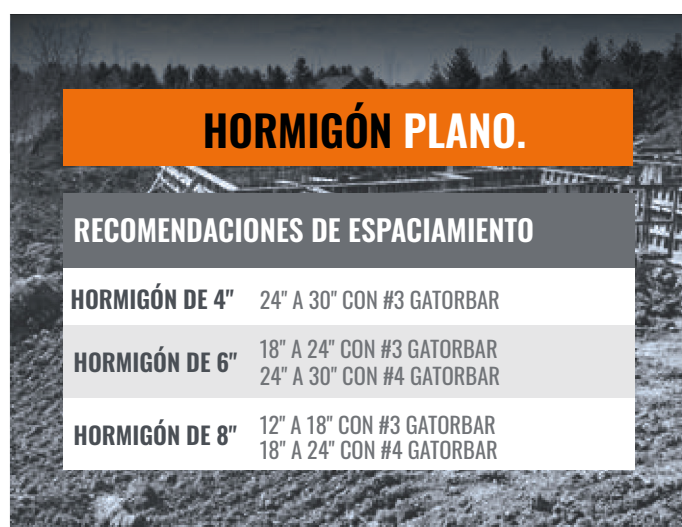 HORMIGÓN PLANO.
RECOMENDACIONES DE ESPACIAMIENTO
HORMIGÓN DE 4" 24" A 30" CON #3 GATORBAR
HORMIGÓN DE 6" 18" A 24" CON #3 GATORBAR
24" A 30" CON #4 GATORBAR
HORMIGÓN DE 8" 12" A 18" CON #3 GATORBAR
18" A 24" CON #4 GATORBAR